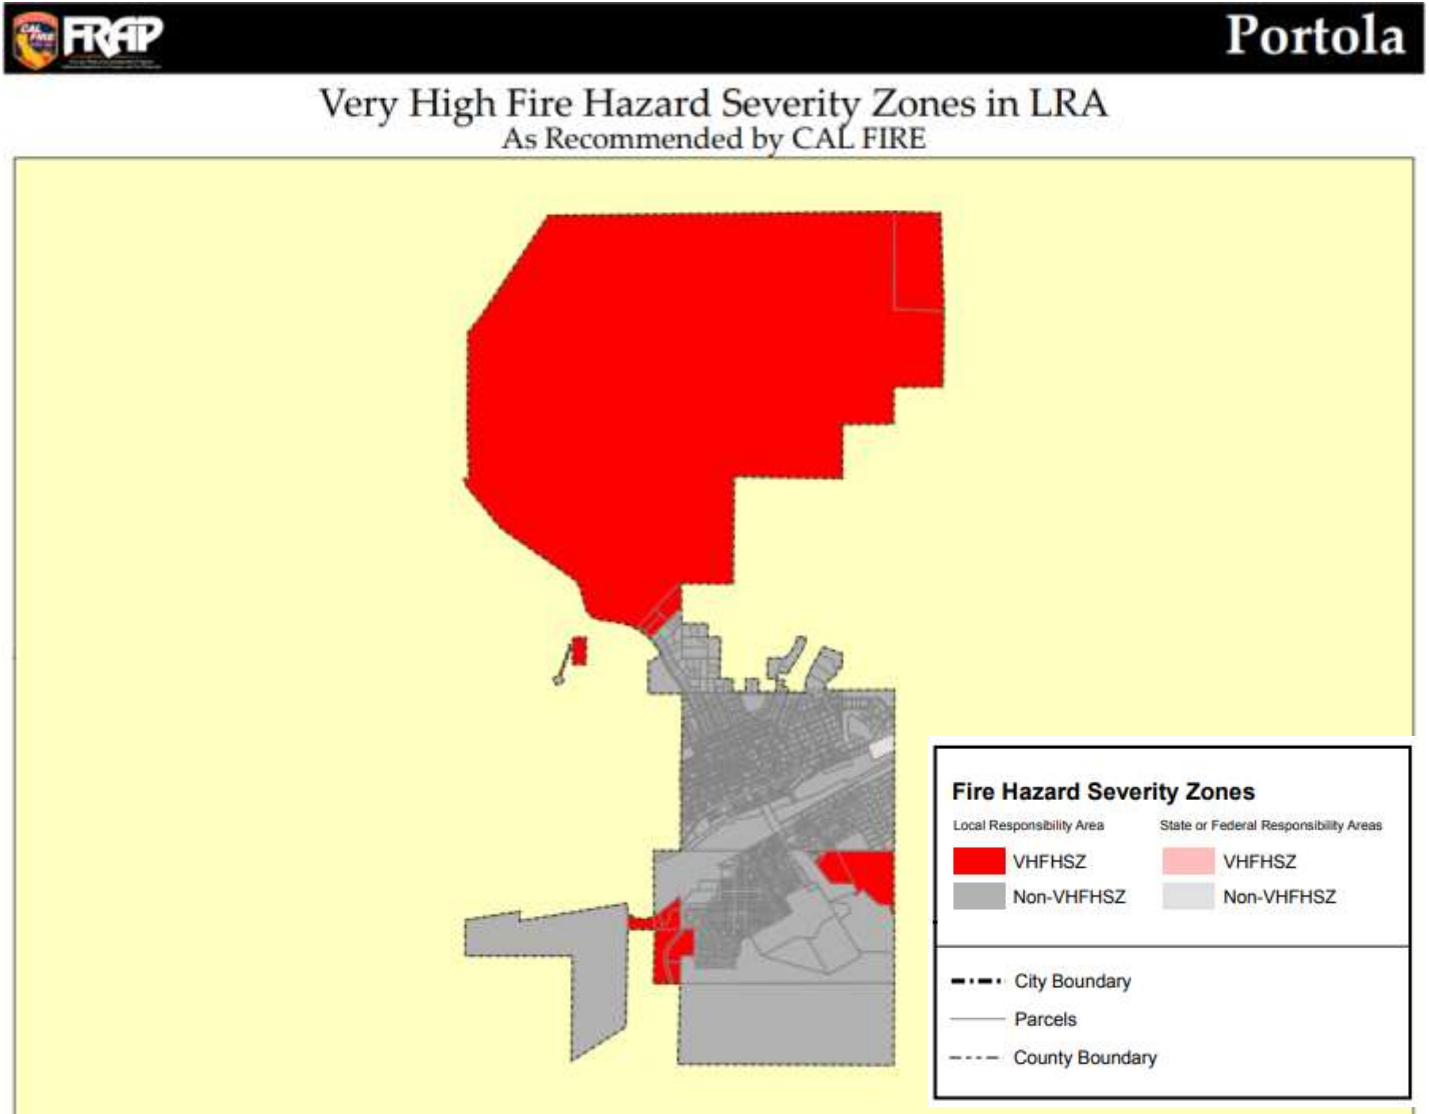 CAL
FIRE
FRAP
Portola
Very High Fire Hazard Severity Zones in LRA
As Recommended by CAL FIRE
Fire Hazard Severity Zones
Local Responsibility Area
State or Federal Responsibility Areas
VHFHSZ
VHFHSZ
Non-VHFHSZ
Non-VHFHSZ
City Boundary
Parcels
County Boundary